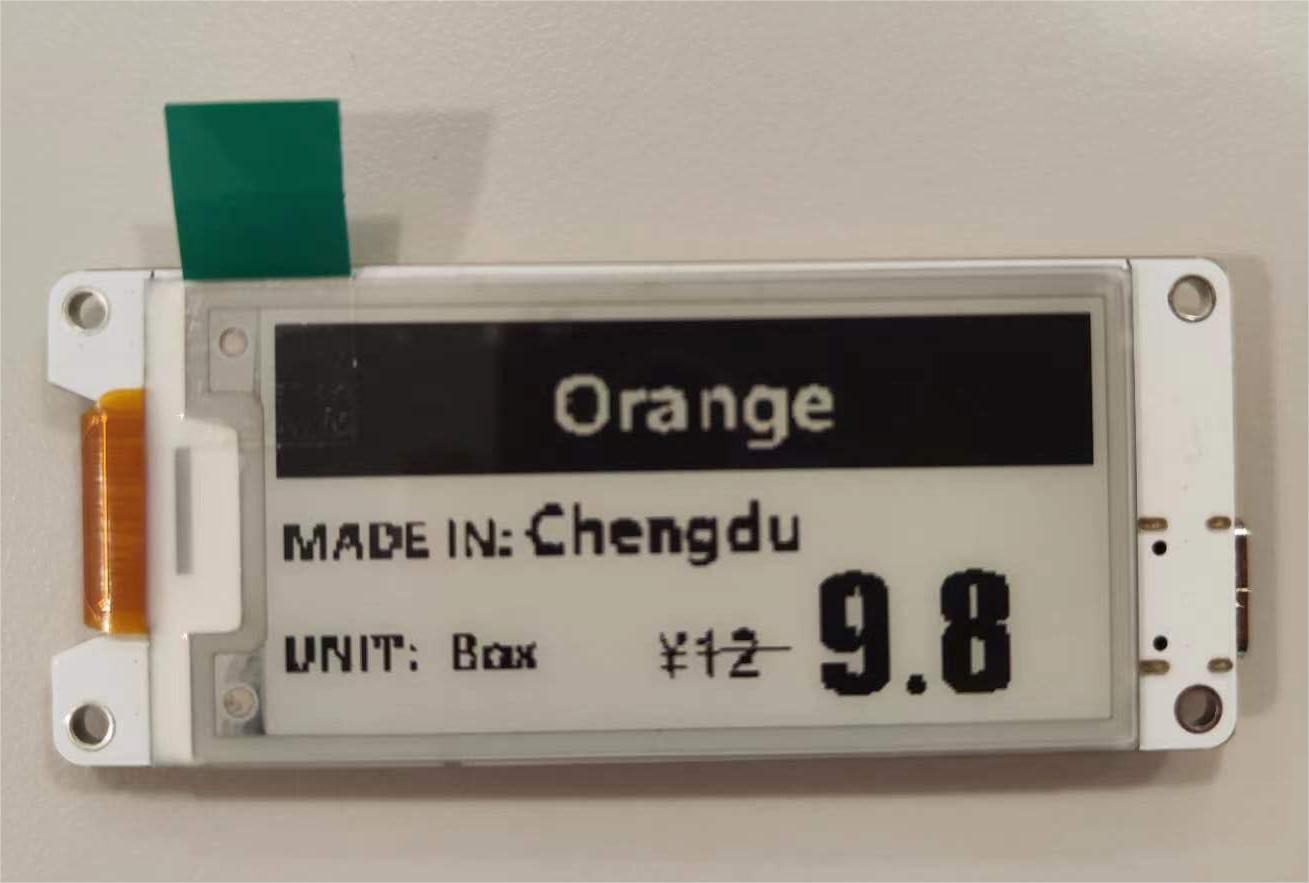 Orange
MADE IN: Chengdu
UNIT: Box ¥12 9.8